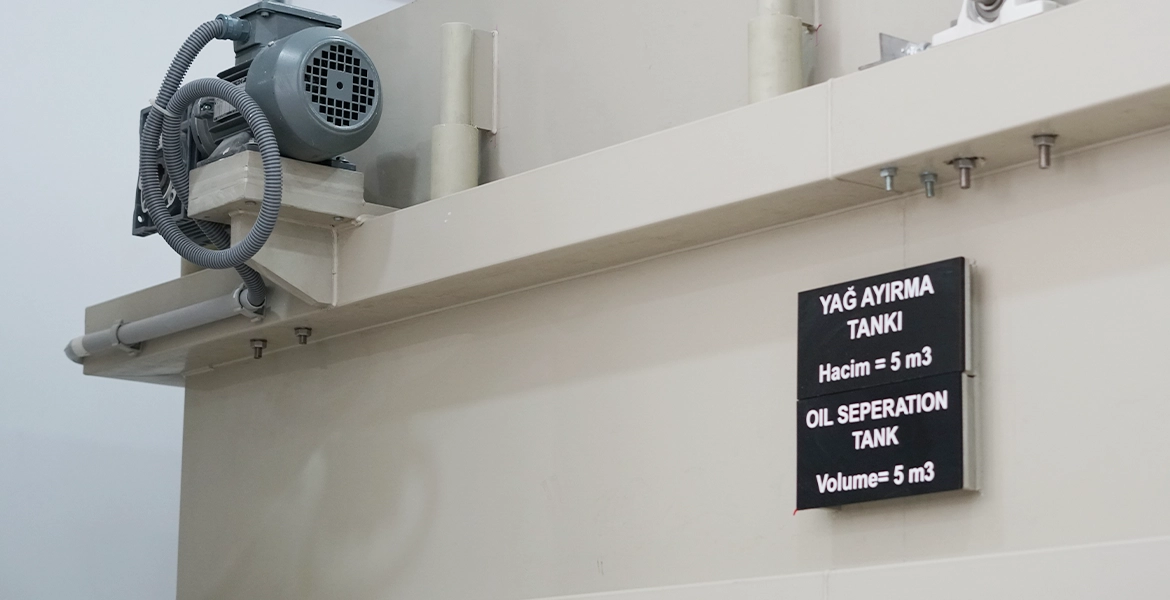 YAĞ AYIRMA
TANKI
Hacim = 5 m3
OIL SEPERATION
TANK
Volume= 5 m3